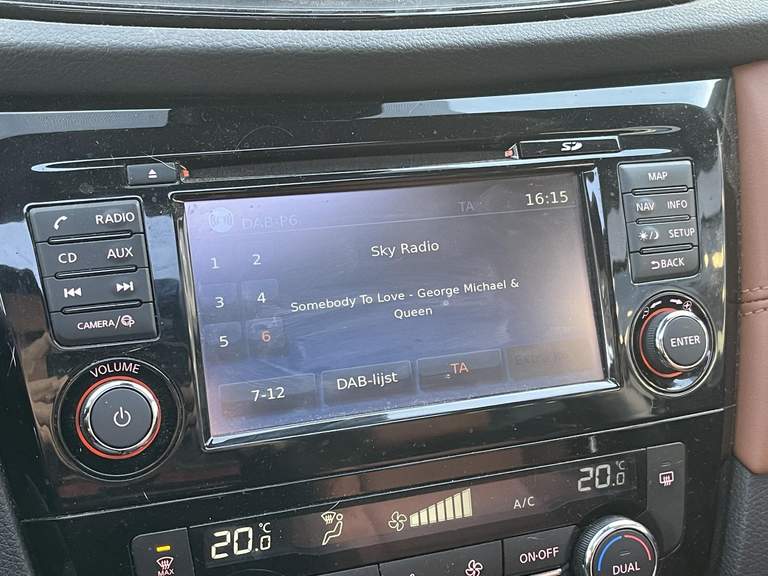 SD
MAP
NAV INFO
SETUP
BACK
ENTER
RADIO
CD AUX
CAMERA/
VOLUME
DAB-P6 TA 16:15
1 2
Sky Radio
3 4
Somebody To Love - George Michael &
Queen
5 6
7-12 DAB-lijst TA
20.0 °C
A/C
20.0 °C
MAX
ON·OFF
DUAL